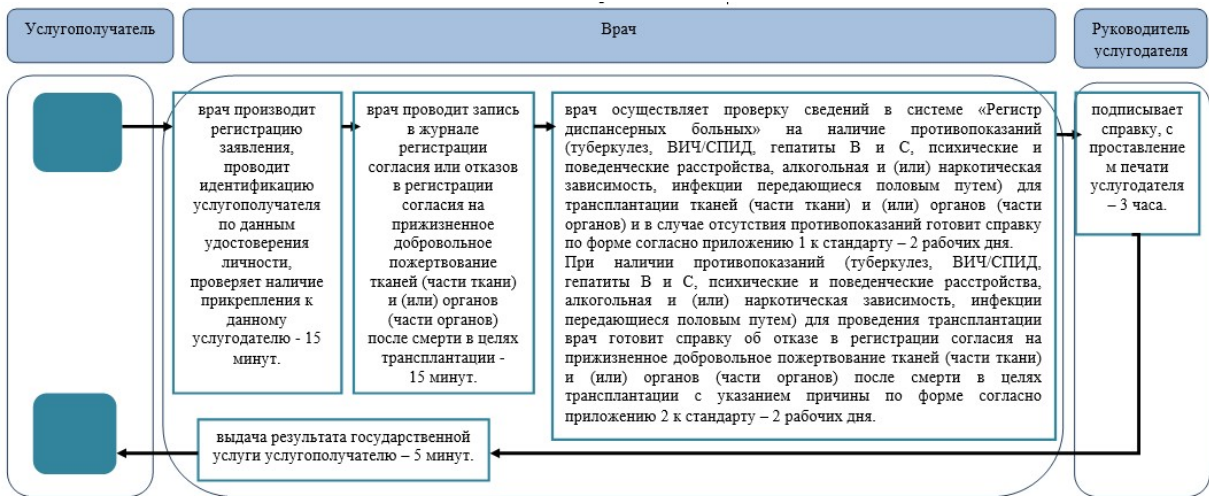 Услугополучатель
Врач
Руководитель
услугодателя
врач производит
регистрацию
заявления,
проводит
идентификацию
услугополучателя
по данным
удостоверения
личности,
проверяет наличие
прикрепления к
данному
услугодателю - 15
минут.
врач проводит запись
в журнале
регистрации
согласия или отказов
в регистрации
согласия на
прижизненное
добровольное
пожертвование
тканей (части ткани)
и (или) органов
(части органов)
после смерти в целях
трансплантации -
15 минут.
врач осуществляет проверку сведений в системе «Регистр
диспансерных больных» на наличие противопоказаний
(туберкулез, ВИЧ/СПИД, гепатиты В и С, психические и
поведенческие расстройства, алкогольная и (или) наркотическая
зависимость, инфекции передающиеся половым путем) для
трансплантации тканей (части ткани) и (или) органов (части
органов) и в случае отсутствия противопоказаний готовит справку
по форме согласно приложению 1 к стандарту – 2 рабочих дня.
При наличии противопоказаний (туберкулез, ВИЧ/СПИД,
гепатиты В и С, психические и поведенческие расстройства,
алкогольная и (или) наркотическая зависимость, инфекции
передающиеся половым путем) для проведения трансплантации
врач готовит справку об отказе в регистрации согласия на
прижизненное добровольное пожертвование тканей (части ткани)
и (или) органов (части органов) после смерти в целях
трансплантации с указанием причины по форме согласно
приложению 2 к стандарту – 2 рабочих дня.
подписывает
справку, с
проставление
м печати
услугодателя
– 3 часа.
выдача результата государственной
услуги услугополучателю – 5 минут.